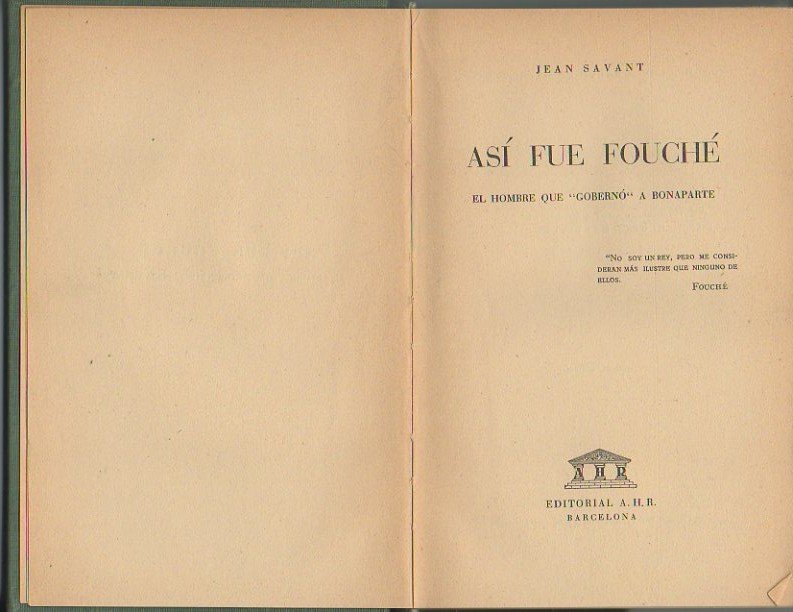 JEAN SAVANT
ASÍ FUE FOUCHÉ
EL HOMBRE QUE "GOBERNÓ" A BONAPARTE
"NO SOY UN REY, PERO ME CONSI-
DERAN MÁS ILUSTRE QUE NINGUNO DE
ELLOS.
FOUCHÉ
A H R
EDITORIAL A. H. R.
BARCELONA